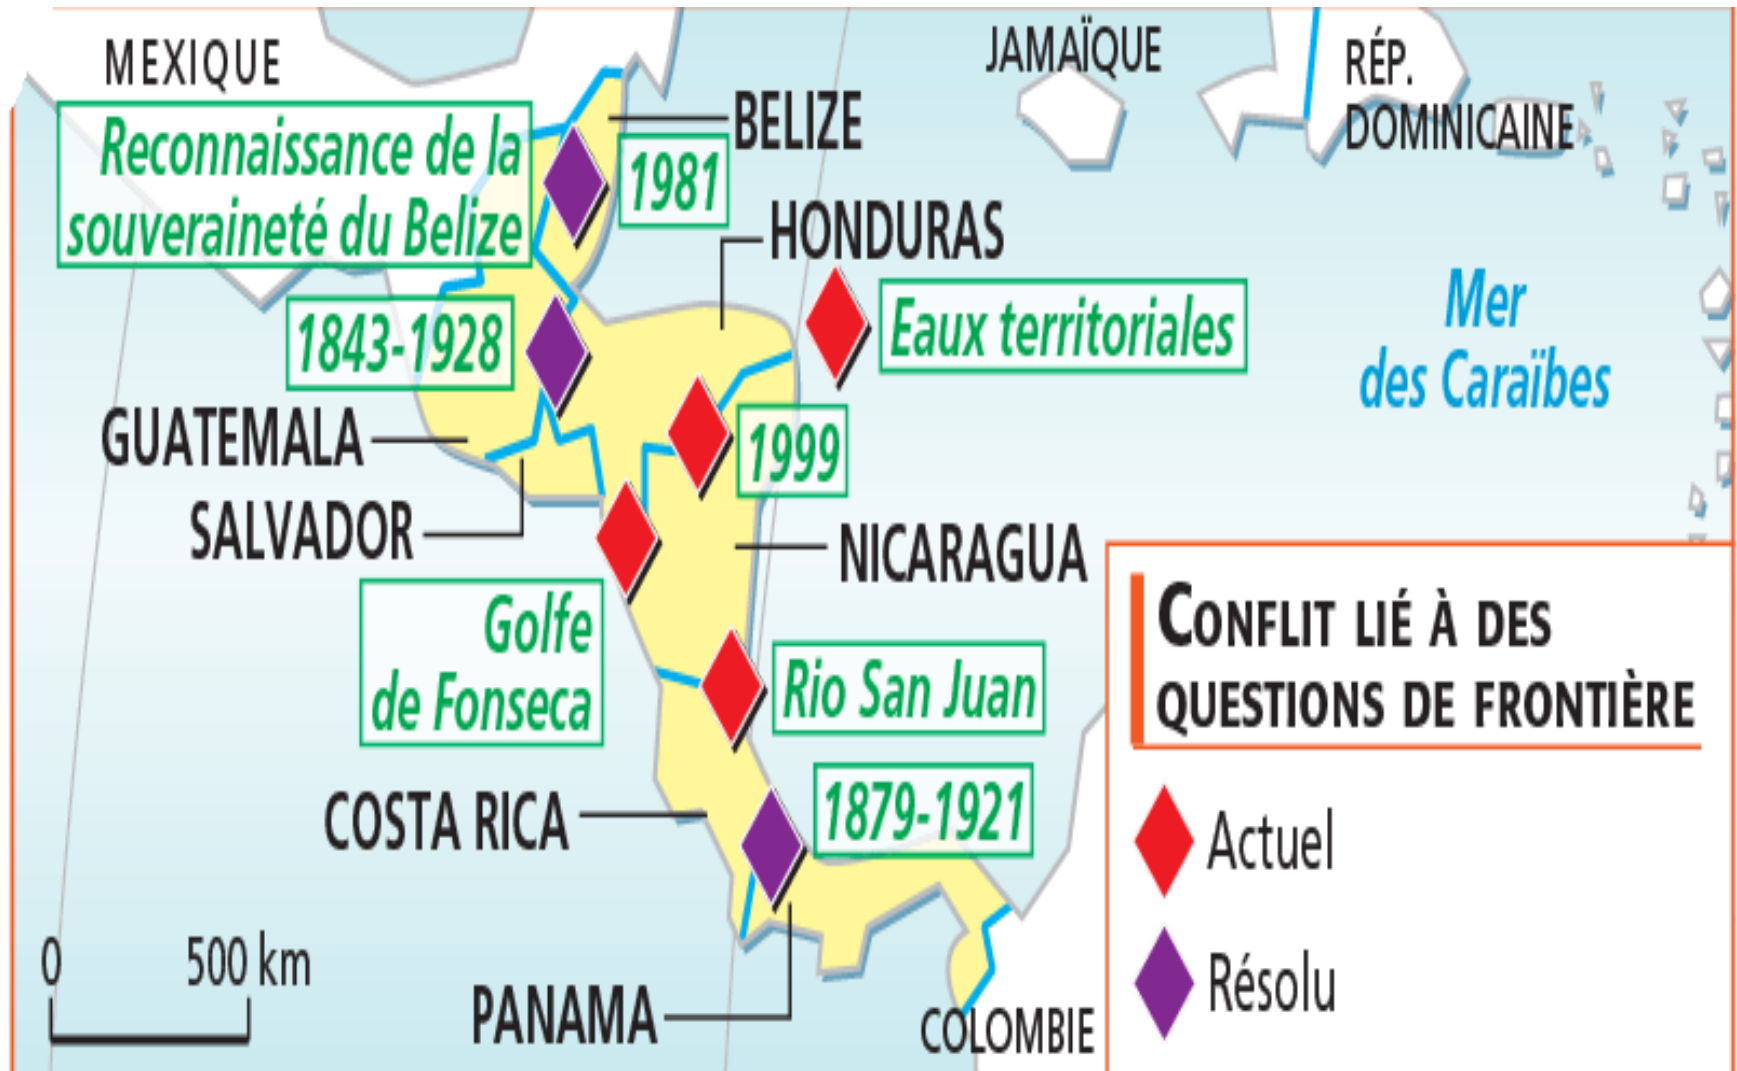 MEXIQUE
JAMAÏQUE
RÉP.
DOMINICAINE
BELIZE
Reconnaissance de la
souveraineté du Belize
1981
HONDURAS
Eaux territoriales
Mer
des Caraïbes
1843-1928
GUATEMALA
1999
SALVADOR
NICARAGUA
Golfe
de Fonseca
Rio San Juan
COSTA RICA
1879-1921
0 500 km
PANAMA
COLOMBIE
CONFLIT LIÉ À DES
QUESTIONS DE FRONTIÈRE
Actuel
Résolu